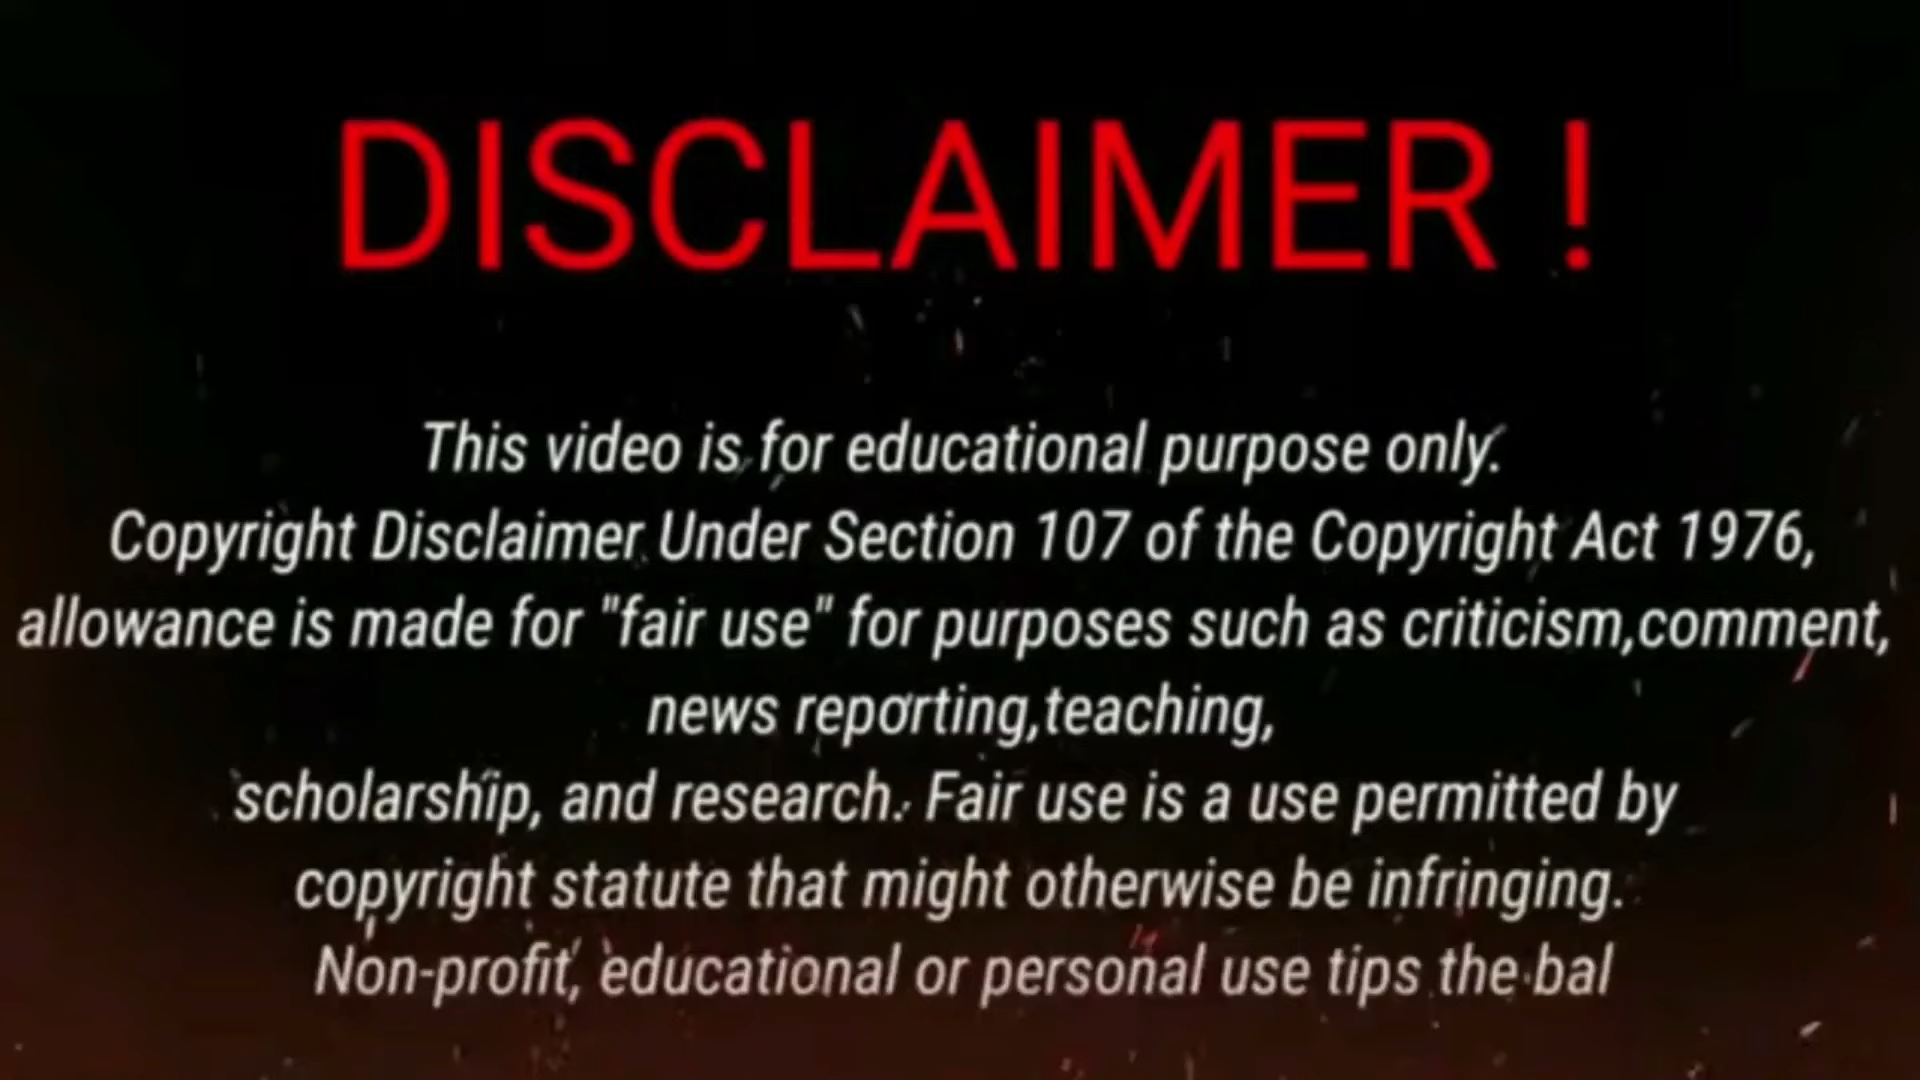 DISCLAIMER !
This video is for educational purpose only.
Copyright Disclaimer Under Section 107 of the Copyright Act 1976,
allowance is made for "fair use" for purposes such as criticism,comment,
news reporting,teaching,
scholarship, and research. Fair use is a use permitted by
copyright statute that might otherwise be infringing.
Non-profit, educational or personal use tips the bal